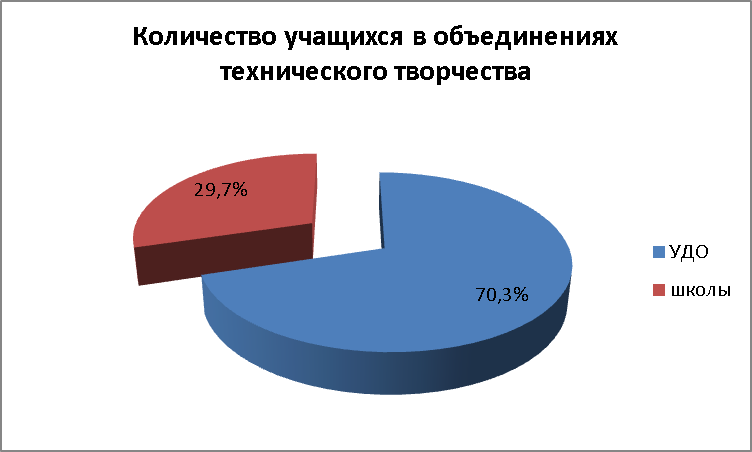 Количество учащихся в объединениях
технического творчества
29,7%
70,3%
УДО
школы